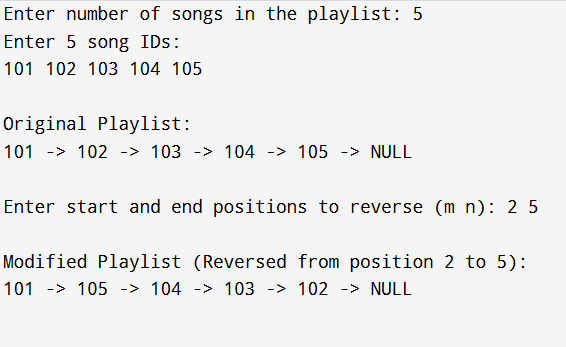 Enter number of songs in the playlist: 5
Enter 5 song IDs:
101 102 103 104 105
Original Playlist:
101 -> 102 -> 103 -> 104 -> 105 -> NULL
Enter start and end positions to reverse (m n): 2 5
Modified Playlist (Reversed from position 2 to 5):
101 -> 105 -> 104 -> 103 -> 102 -> NULL